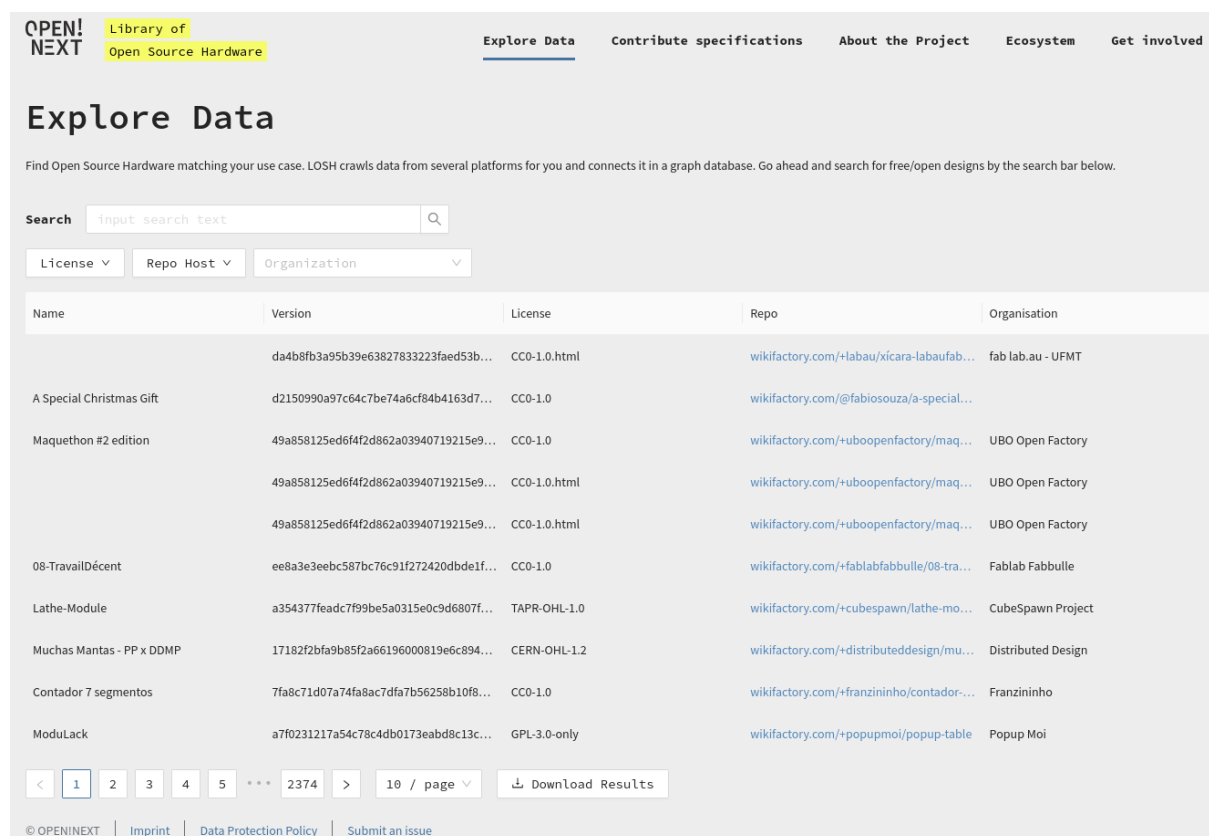 OPEN! Library of
NEXT Open Source Hardware
Explore Data Contribute specifications About the Project Ecosystem Get involved
Explore Data
Find Open Source Hardware matching your use case. LOSH crawls data from several platforms for you and connects it in a graph database. Go ahead and search for free/open designs by the search bar below.
Search input search text
License Repo Host Organization
Name Version License Repo Organisation
da4b8fb3a95b39e63827833223faed53b... CC0-1.0.html wikifactory.com/+labau/xícara-labaufab... fab lab.au - UFMT
A Special Christmas Gift d2150990a97c64c7be74a6cf84b4163d7... CC0-1.0 wikifactory.com/@fabiosouza/a-special...
Maquethon #2 edition 49a858125ed6f4f2d862a03940719215e9... CC0-1.0 wikifactory.com/+uboopenfactory/maq... UBO Open Factory
49a858125ed6f4f2d862a03940719215e9... CC0-1.0.html wikifactory.com/+uboopenfactory/maq... UBO Open Factory
49a858125ed6f4f2d862a03940719215e9... CC0-1.0.html wikifactory.com/+uboopenfactory/maq... UBO Open Factory
08-TravailDécent ee8a3e3eebc587bc76c91f272420dbde1f... CC0-1.0 wikifactory.com/+fablabfabbulle/08-tra... Fablab Fabbulle
Lathe-Module a354377feadc7f99be5a0315e0c9d6807f... TAPR-OHL-1.0 wikifactory.com/+cubespawn/lathe-mo... CubeSpawn Project
Muchas Mantas - PP x DDMP 17182f2bfa9b85f2a66196000819e6c894... CERN-OHL-1.2 wikifactory.com/+distributeddesign/mu... Distributed Design
Contador 7 segmentos 7fa8c71d07a74fa8ac7dfa7b56258b10f8... CC0-1.0 wikifactory.com/+franzininho/contador-... Franzininho
ModuLack a7f0231217a54c78c4db0173eabd8c13c... GPL-3.0-only wikifactory.com/+popupmoi/popup-table Popup Moi
< 1 2 3 4 5 ••• 2374 > 10 / page Download Results
© OPEN!NEXT Imprint Data Protection Policy Submit an issue